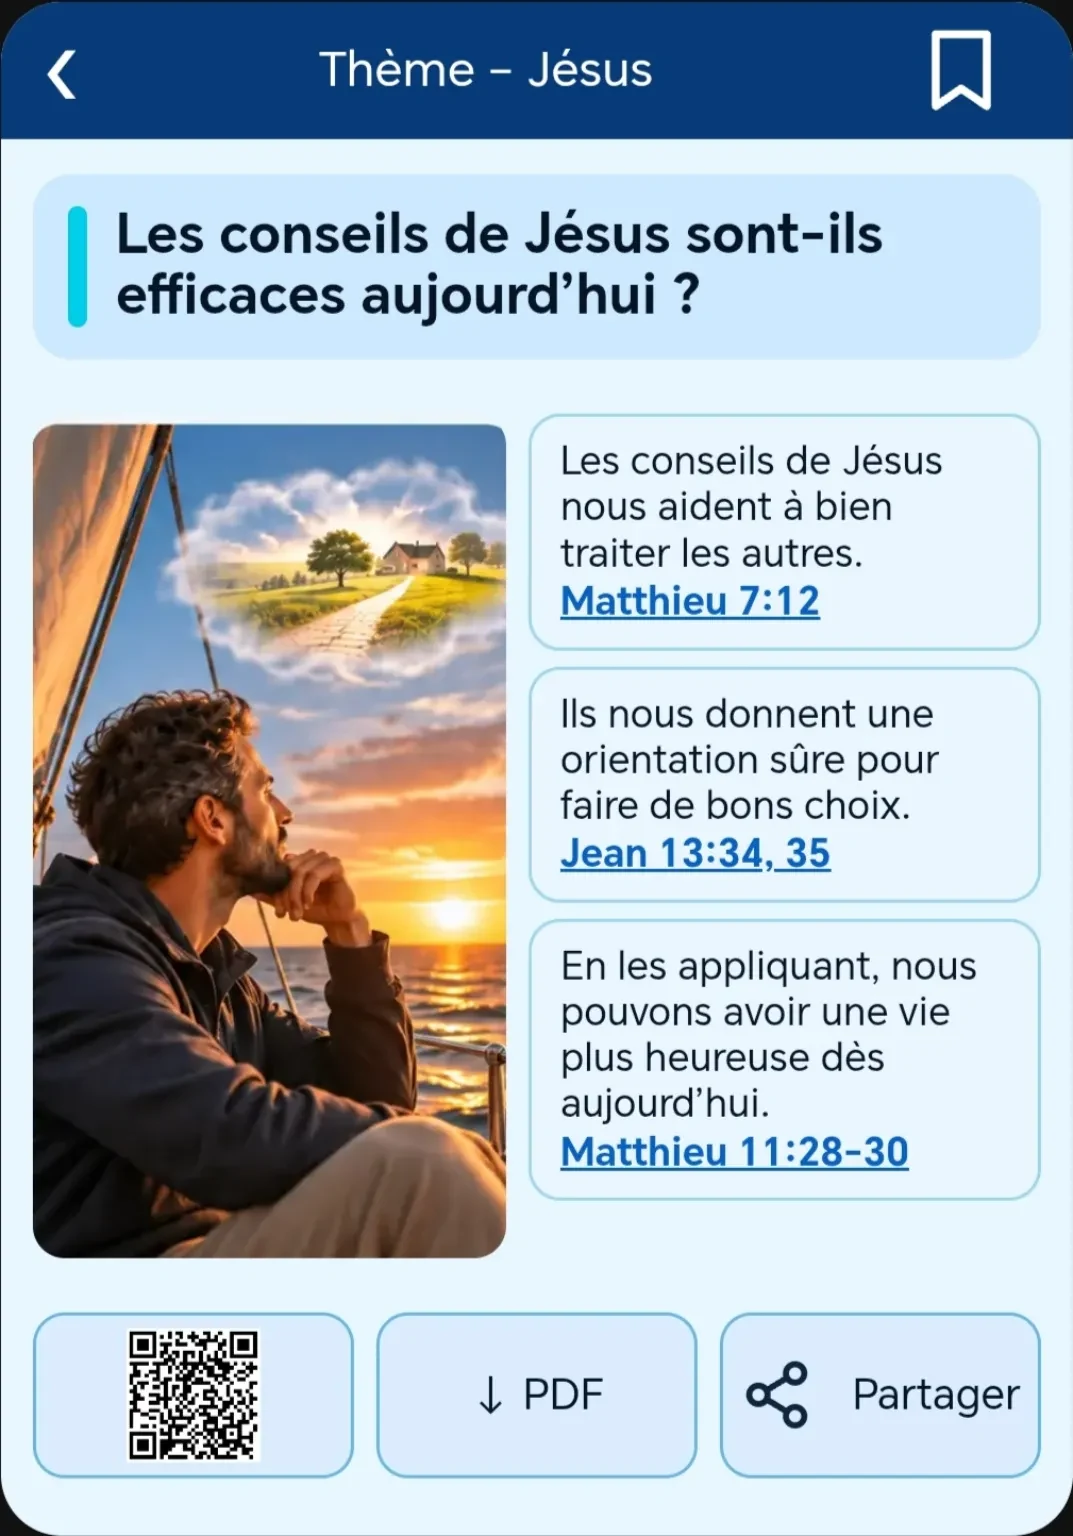 Thème – Jésus
Les conseils de Jésus sont-ils
efficaces aujourd’hui ?
Les conseils de Jésus
nous aident à bien
traiter les autres.
Matthieu 7:12
Ils nous donnent une
orientation sûre pour
faire de bons choix.
Jean 13:34, 35
En les appliquant, nous
pouvons avoir une vie
plus heureuse dès
aujourd’hui.
Matthieu 11:28-30
↓ PDF
Partager